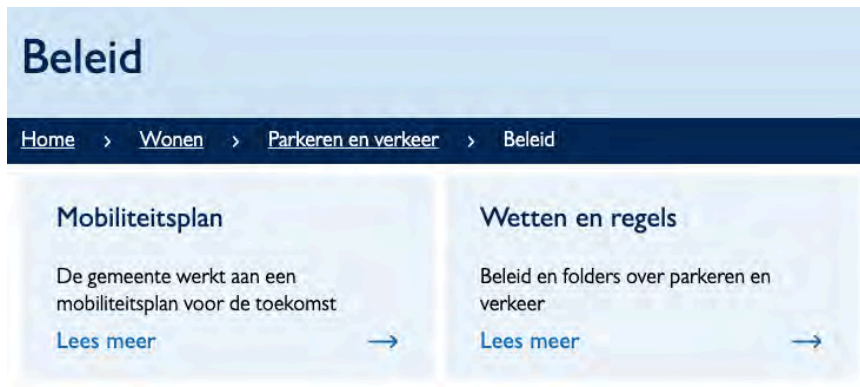 Beleid
Home > Wonen > Parkeren en verkeer > Beleid
Mobiliteitsplan
De gemeente werkt aan een
mobiliteitsplan voor de toekomst
Lees meer →
Wetten en regels
Beleid en folders over parkeren en
verkeer
Lees meer →